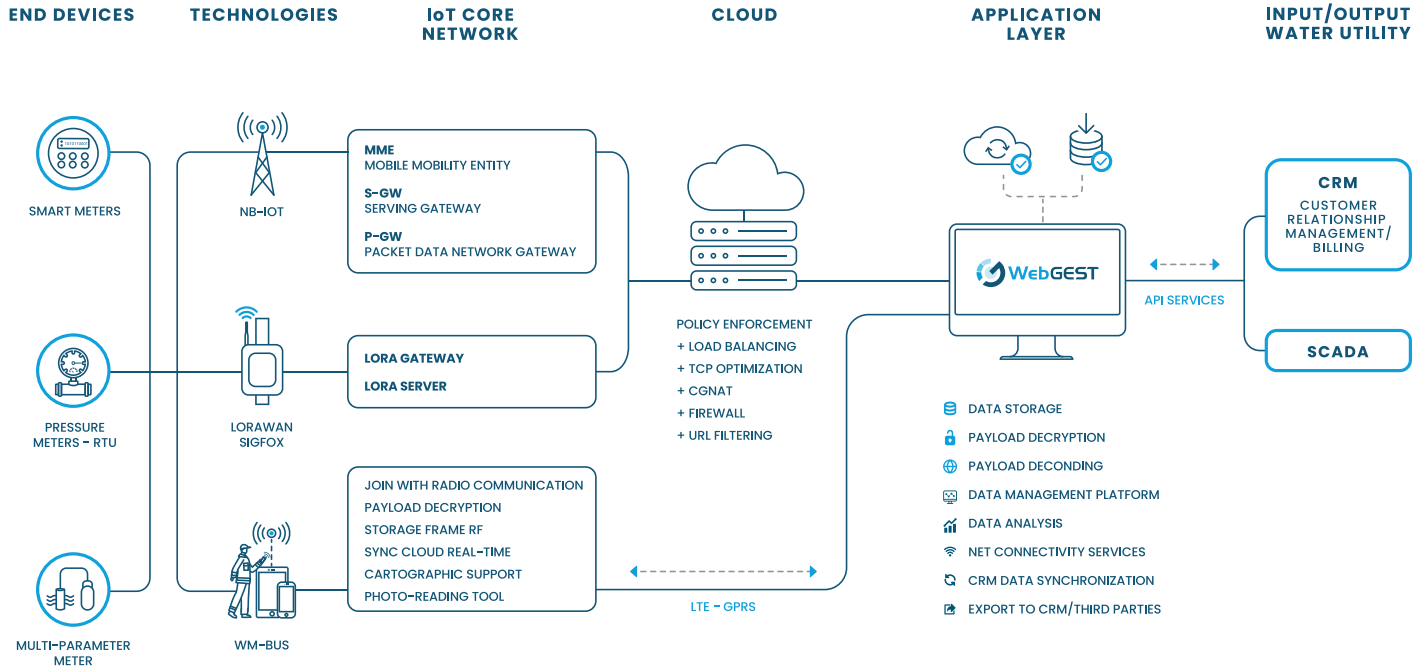 END DEVICES
TECHNOLOGIES
IoT CORE
NETWORK
CLOUD
APPLICATION
LAYER
INPUT/OUTPUT
WATER UTILITY
SMART METERS
PRESSURE
METERS - RTU
MULTI-PARAMETER
METER
NB-IOT
LORAWAN
SIGFOX
WM-BUS
MME
MOBILE MOBILITY ENTITY
S-GW
SERVING GATEWAY
P-GW
PACKET DATA NETWORK GATEWAY
LORA GATEWAY
LORA SERVER
JOIN WITH RADIO COMMUNICATION
PAYLOAD DECRYPTION
STORAGE FRAME RF
SYNC CLOUD REAL-TIME
CARTOGRAPHIC SUPPORT
PHOTO-READING TOOL
LTE - GPRS
POLICY ENFORCEMENT
+ LOAD BALANCING
+ TCP OPTIMIZATION
+ CGNAT
+ FIREWALL
+ URL FILTERING
WebGEST
DATA STORAGE
PAYLOAD DECRYPTION
PAYLOAD DECONDING
DATA MANAGEMENT PLATFORM
DATA ANALYSIS
NET CONNECTIVITY SERVICES
CRM DATA SYNCHRONIZATION
EXPORT TO CRM/THIRD PARTIES
API SERVICES
CRM
CUSTOMER
RELATIONSHIP
MANAGEMENT/
BILLING
SCADA